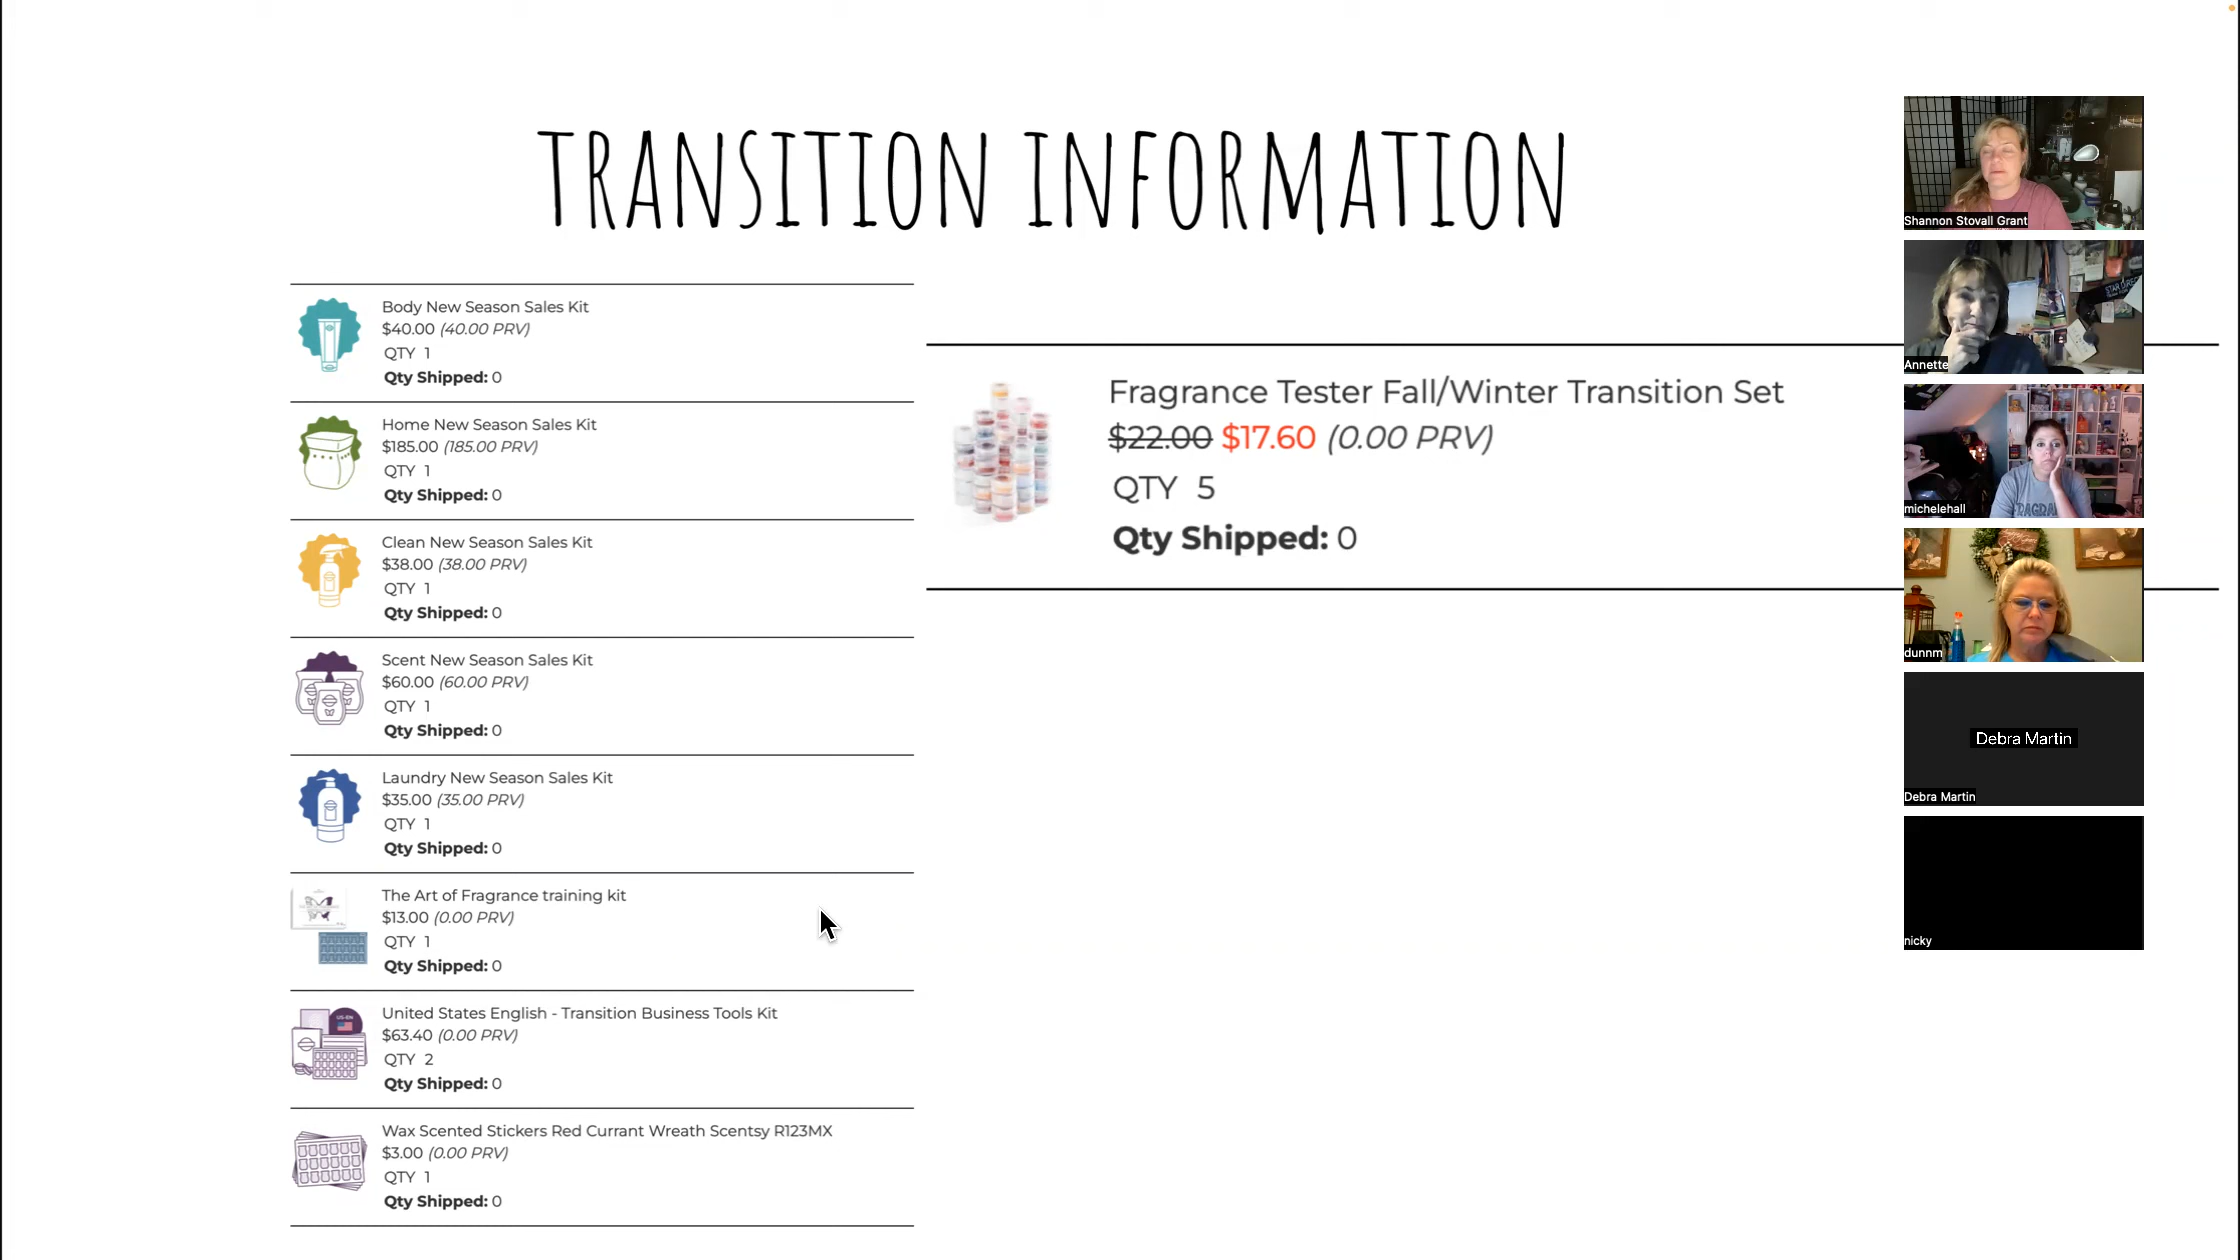 TRANSITION INFORMATION
Body New Season Sales Kit
$40.00 (40.00 PRV)
QTY 1
Qty Shipped: 0
Home New Season Sales Kit
$185.00 (185.00 PRV)
QTY 1
Qty Shipped: 0
Clean New Season Sales Kit
$38.00 (38.00 PRV)
QTY 1
Qty Shipped: 0
Scent New Season Sales Kit
$60.00 (60.00 PRV)
QTY 1
Qty Shipped: 0
Laundry New Season Sales Kit
$35.00 (35.00 PRV)
QTY 1
Qty Shipped: 0
The Art of Fragrance training kit
$13.00 (0.00 PRV)
QTY 1
Qty Shipped: 0
US-EN
United States English - Transition Business Tools Kit
$63.40 (0.00 PRV)
QTY 2
Qty Shipped: 0
Wax Scented Stickers Red Currant Wreath Scentsy R123MX
$3.00 (0.00 PRV)
QTY 1
Qty Shipped: 0
Fragrance Tester Fall/Winter Transition Set
$22.00 $17.60 (0.00 PRV)
QTY 5
Qty Shipped: 0
Shannon Stovall Grant
Annette
michelehall
dunnm
Debra Martin
Debra Martin
nicky